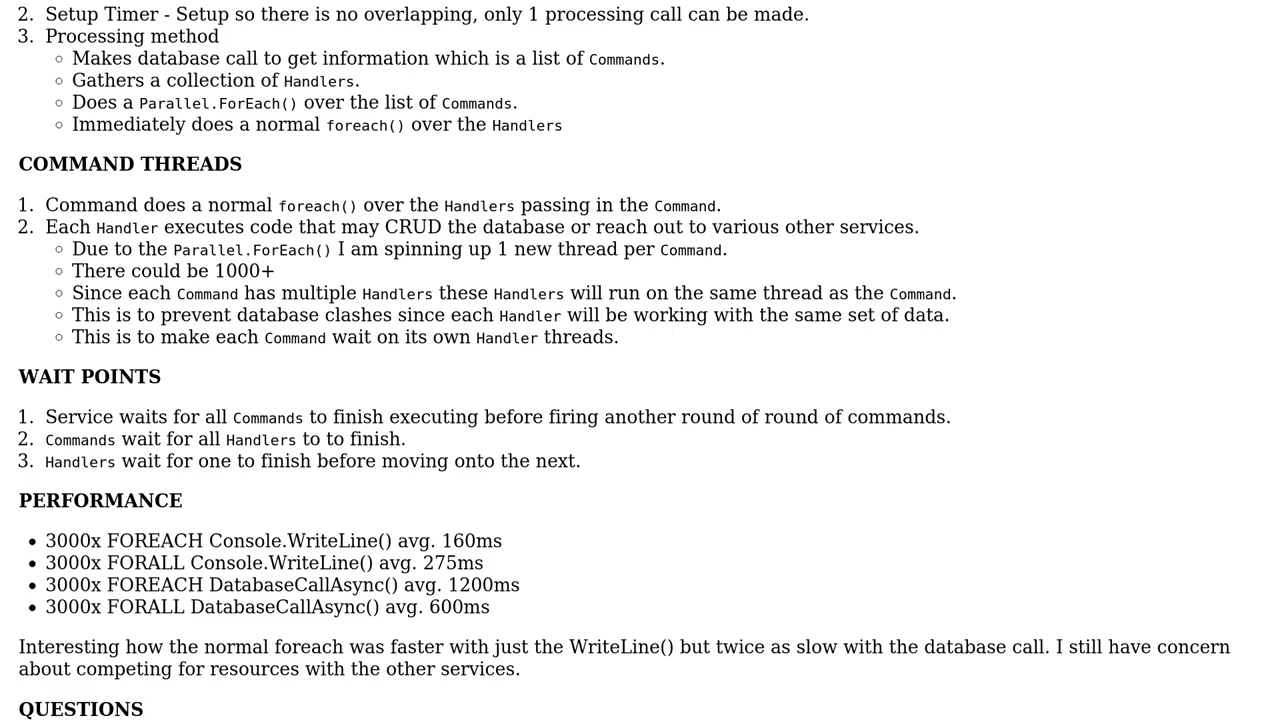 2. Setup Timer - Setup so there is no overlapping, only 1 processing call can be made.
3. Processing method
◦ Makes database call to get information which is a list of Commands.
◦ Gathers a collection of Handlers.
◦ Does a Parallel.ForEach() over the list of Commands.
◦ Immediately does a normal foreach() over the Handlers
COMMAND THREADS
1. Command does a normal foreach() over the Handlers passing in the Command.
2. Each Handler executes code that may CRUD the database or reach out to various other services.
◦ Due to the Parallel.ForEach() I am spinning up 1 new thread per Command.
◦ There could be 1000+
◦ Since each Command has multiple Handlers these Handlers will run on the same thread as the Command.
◦ This is to prevent database clashes since each Handler will be working with the same set of data.
◦ This is to make each Command wait on its own Handler threads.
WAIT POINTS
1. Service waits for all Commands to finish executing before firing another round of round of commands.
2. Commands wait for all Handlers to to finish.
3. Handlers wait for one to finish before moving onto the next.
PERFORMANCE
• 3000x FOREACH Console.WriteLine() avg. 160ms
• 3000x FORALL Console.WriteLine() avg. 275ms
• 3000x FOREACH DatabaseCallAsync() avg. 1200ms
• 3000x FORALL DatabaseCallAsync() avg. 600ms
Interesting how the normal foreach was faster with just the WriteLine() but twice as slow with the database call. I still have concern
about competing for resources with the other services.
QUESTIONS